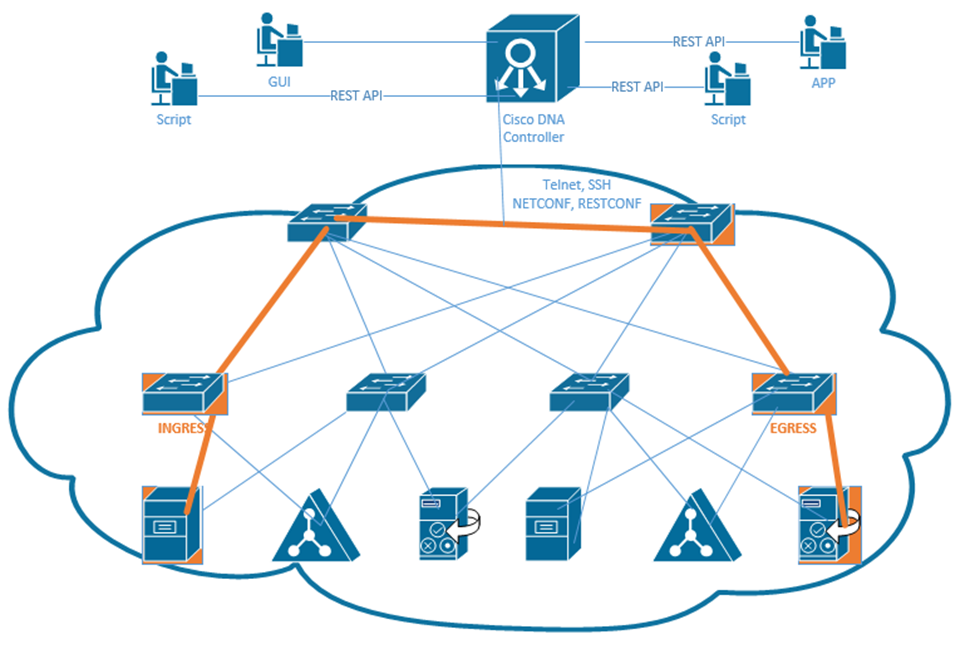 REST API
GUI
APP
REST API
REST API
Script
Cisco DNA
Controller
Script
Telnet, SSH
NETCONF, RESTCONF
INGRESS
EGRESS